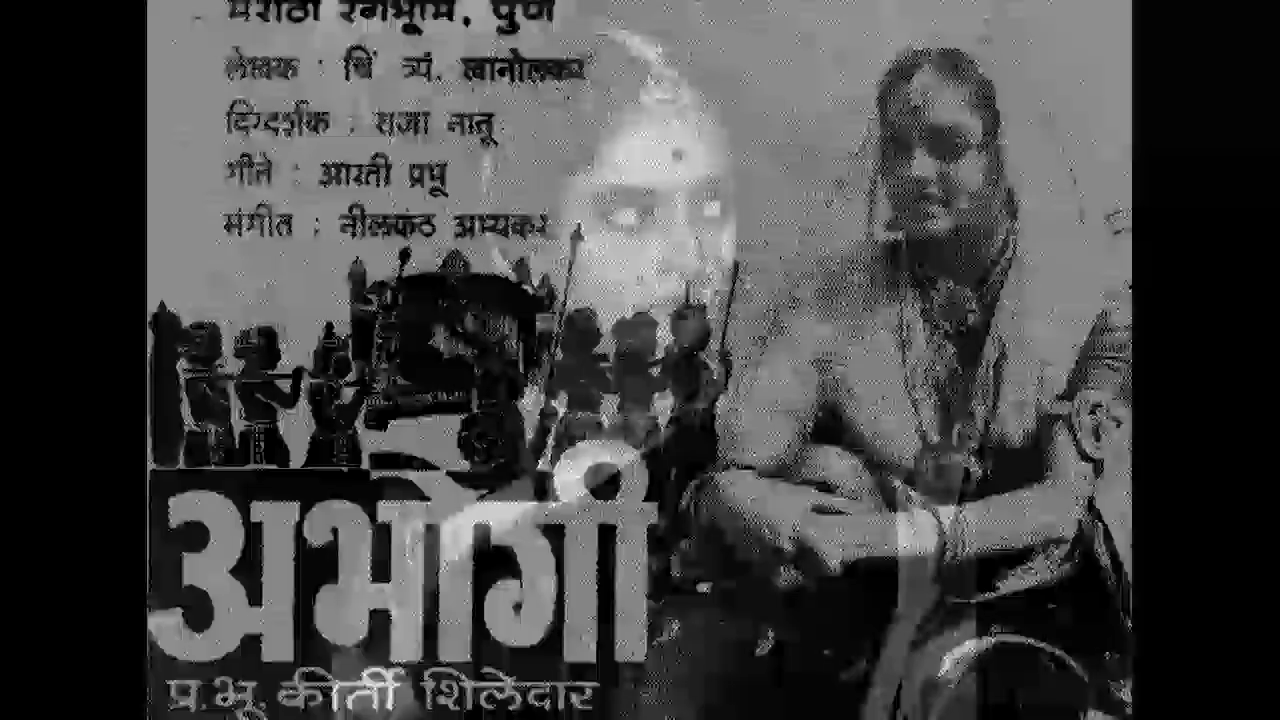 मराठी रंगभूमि, पुणे
लेखक : चिं त्र्यं. खानोलकर
दिग्दर्शक : राजा नातू
गीते : आरती प्रभू
संगीत : नीलकंठ अभ्यंकर
अभोगी
प्र.भू. कीर्ती शिलेदार